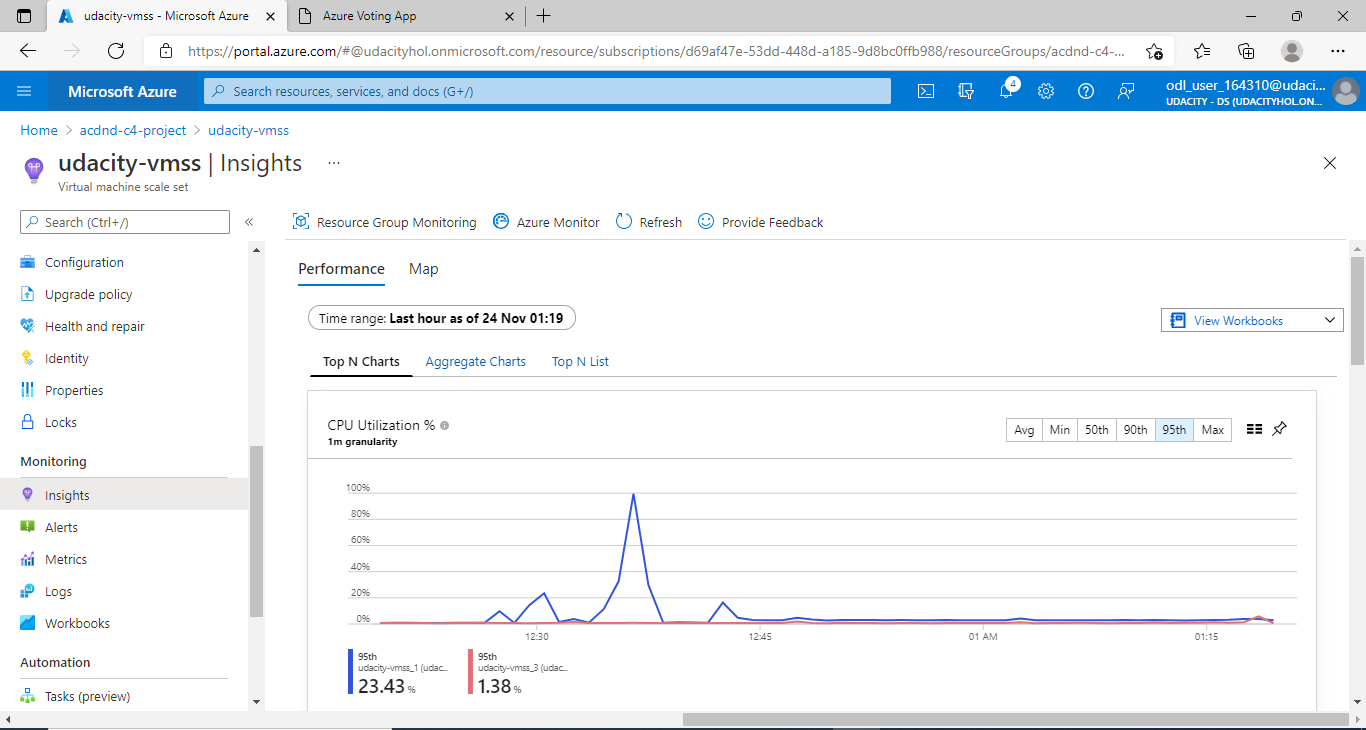 udacity-vmss - Microsoft Azure
Azure Voting App
https://portal.azure.com/#@udacityhol.onmicrosoft.com/resource/subscriptions/d69af47e-53dd-448d-a185-9d8bc0ffb988/resourceGroups/acdnd-c4-...
Microsoft Azure
Search resources, services, and docs (G+/)
4
odl_user_164310@udaci...
UDACITY - DS (UDACITYHOL.ON...
Home > acdnd-c4-project > udacity-vmss
udacity-vmss | Insights ...
Virtual machine scale set
Search (Ctrl+/)
«
Configuration
Upgrade policy
Health and repair
Identity
Properties
Locks
Monitoring
Insights
Alerts
Metrics
Logs
Workbooks
Automation
Tasks (preview)
Resource Group Monitoring
Azure Monitor
Refresh
Provide Feedback
Performance
Map
Time range: Last hour as of 24 Nov 01:19
View Workbooks
Top N Charts
Aggregate Charts
Top N List
CPU Utilization %
1m granularity
Avg
Min
50th
90th
95th
Max
100%
80%
60%
40%
20%
0%
12:30
12:45
01 AM
01:15
95th
udacity-vmss_1 (udac...
23.43 %
95th
udacity-vmss_3 (udac...
1.38 %